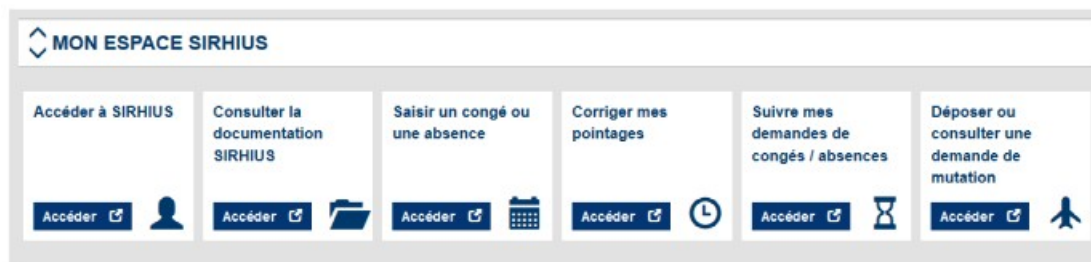 MON ESPACE SIRHIUS
Accéder à SIRHIUS
Accéder
Consulter la
documentation
SIRHIUS
Accéder
Saisir un congé ou
une absence
Accéder
Corriger mes
pointages
Accéder
Suivre mes
demandes de
congés / absences
Accéder
Déposer ou
consulter une
demande de
mutation
Accéder